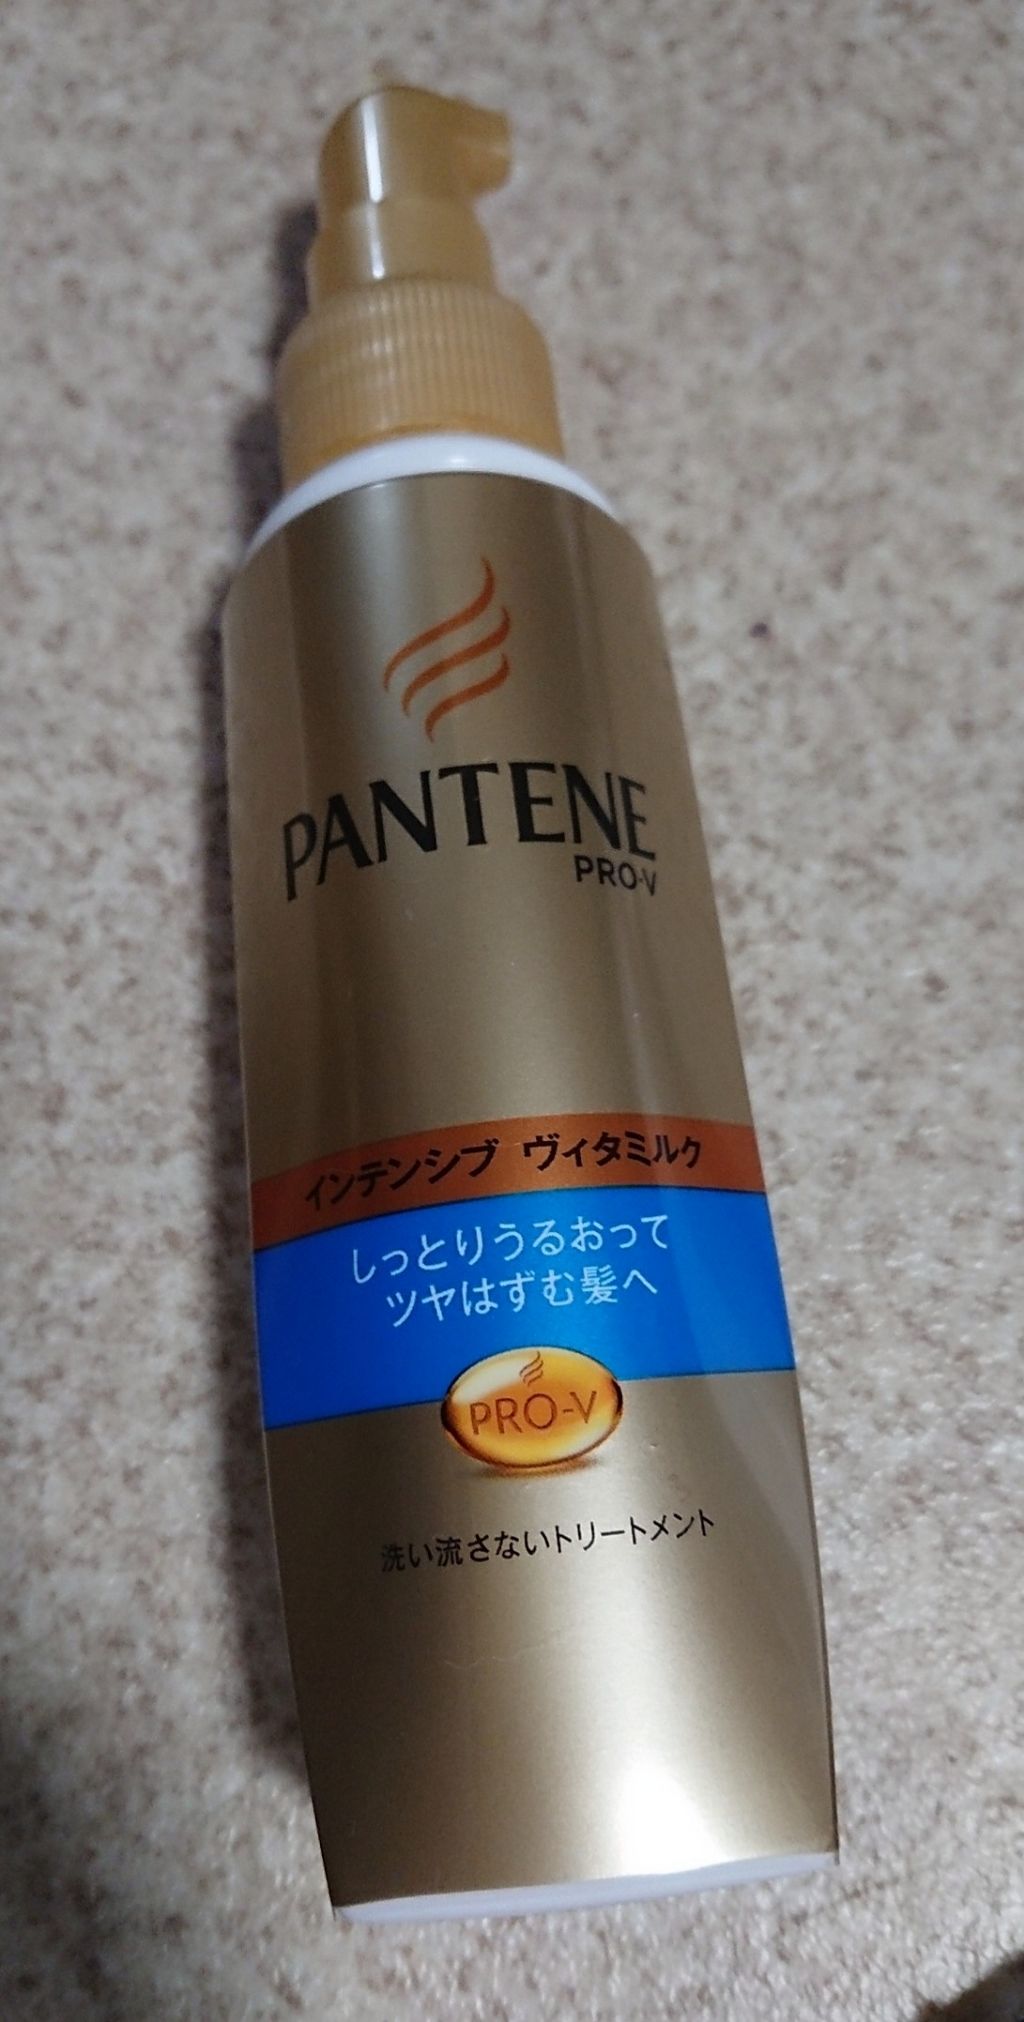 PANTENE
PRO-V
インテンシブ ヴィタミルク
しっとりうるおって
ツヤはずむ髪へ
PRO-V
洗い流さないトリートメント